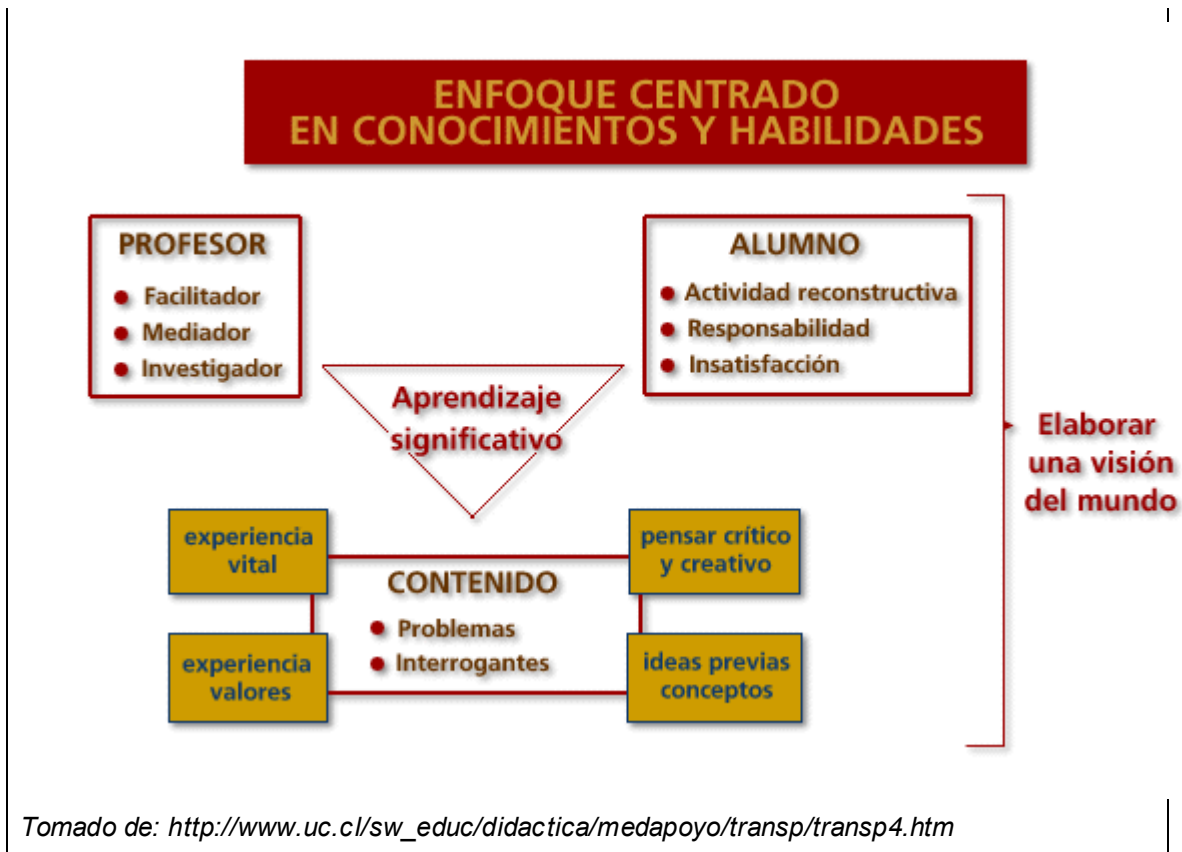 ENFOQUE CENTRADO
EN CONOCIMIENTOS Y HABILIDADES
PROFESOR
Facilitador
Mediador
Investigador
ALUMNO
Actividad reconstructiva
Responsabilidad
Insatisfacción
Aprendizaje
significativo
Elaborar
una visión
del mundo
experiencia
vital
pensar crítico
y creativo
CONTENIDO
Problemas
Interrogantes
experiencia
valores
ideas previas
conceptos
Tomado de: http://www.uc.cl/sw_educ/didactica/medapoyo/transp/transp4.htm